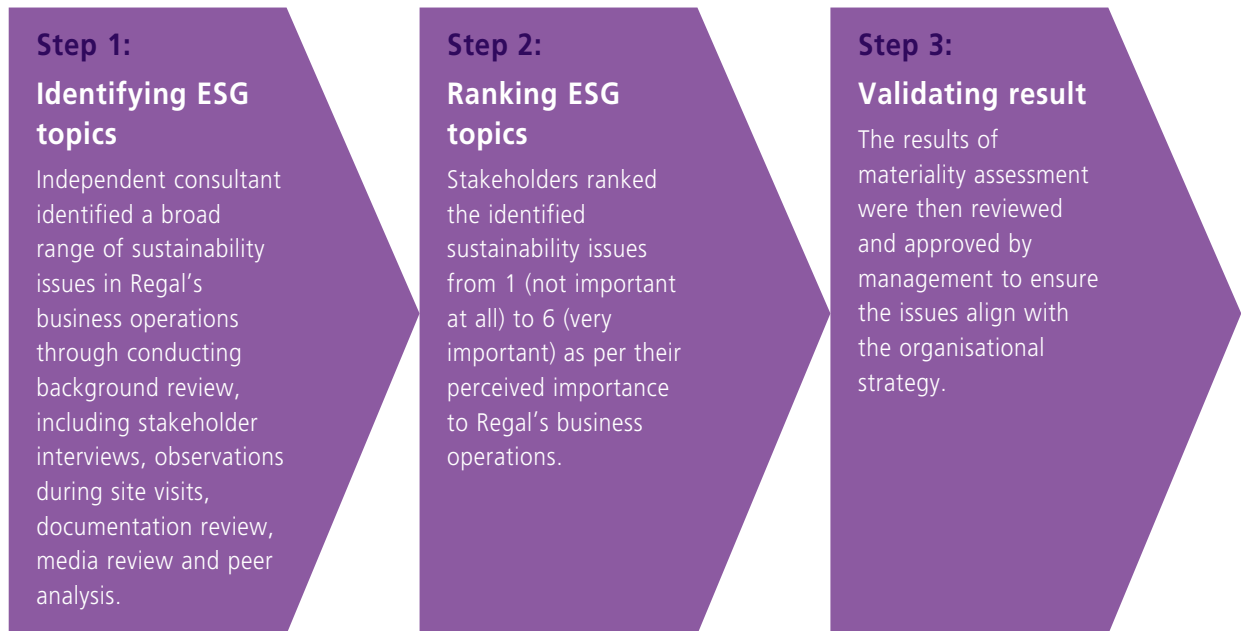 Step 1:
Identifying ESG
topics
Independent consultant
identified a broad
range of sustainability
issues in Regal’s
business operations
through conducting
background review,
including stakeholder
interviews, observations
during site visits,
documentation review,
media review and peer
analysis.
Step 2:
Ranking ESG
topics
Stakeholders ranked
the identified
sustainability issues
from 1 (not important
at all) to 6 (very
important) as per their
perceived importance
to Regal’s business
operations.
Step 3:
Validating result
The results of
materiality assessment
were then reviewed
and approved by
management to ensure
the issues align with
the organisational
strategy.